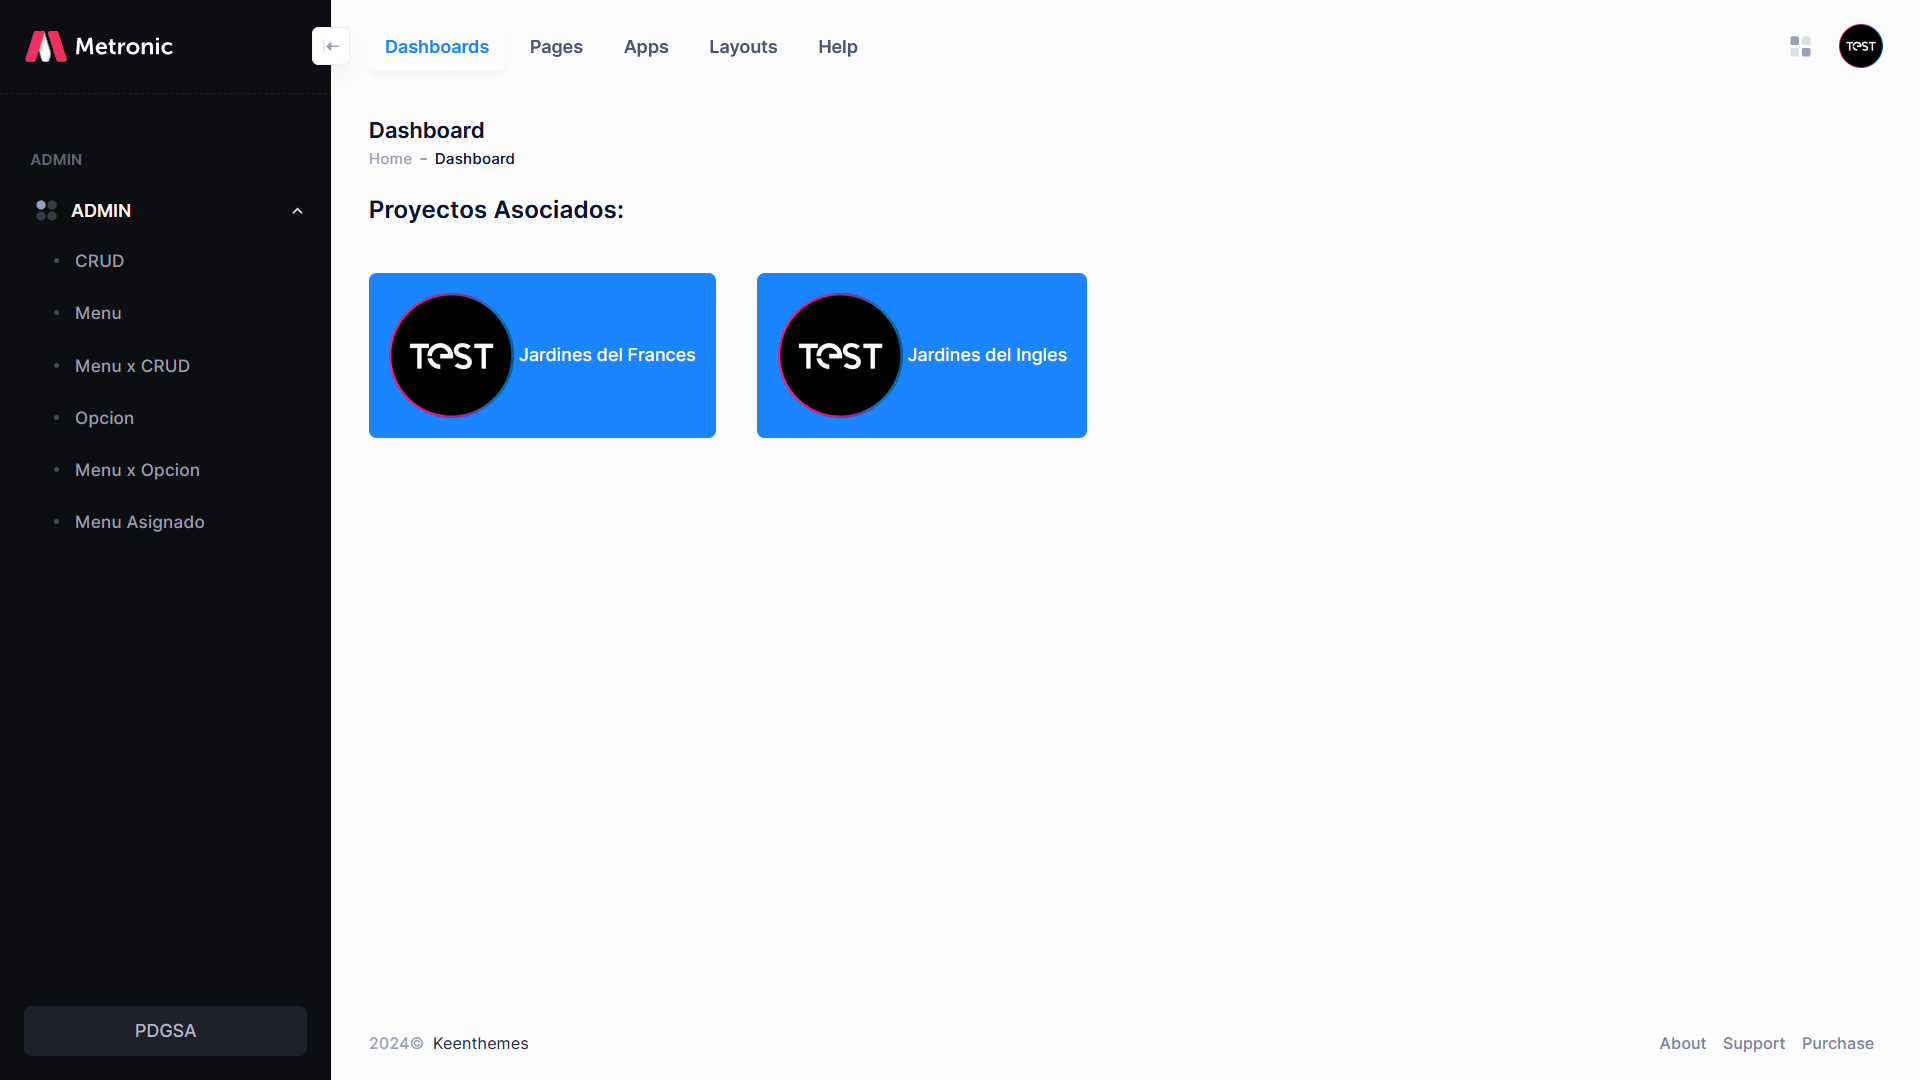 Metronic
Dashboards Pages Apps Layouts Help
TEST
ADMIN
ADMIN
CRUD
Menu
Menu x CRUD
Opcion
Menu x Opcion
Menu Asignado
PDGSA
Dashboard
Home - Dashboard
Proyectos Asociados:
TEST Jardines del Frances
TEST Jardines del Ingles
2024© Keenthemes
About Support Purchase